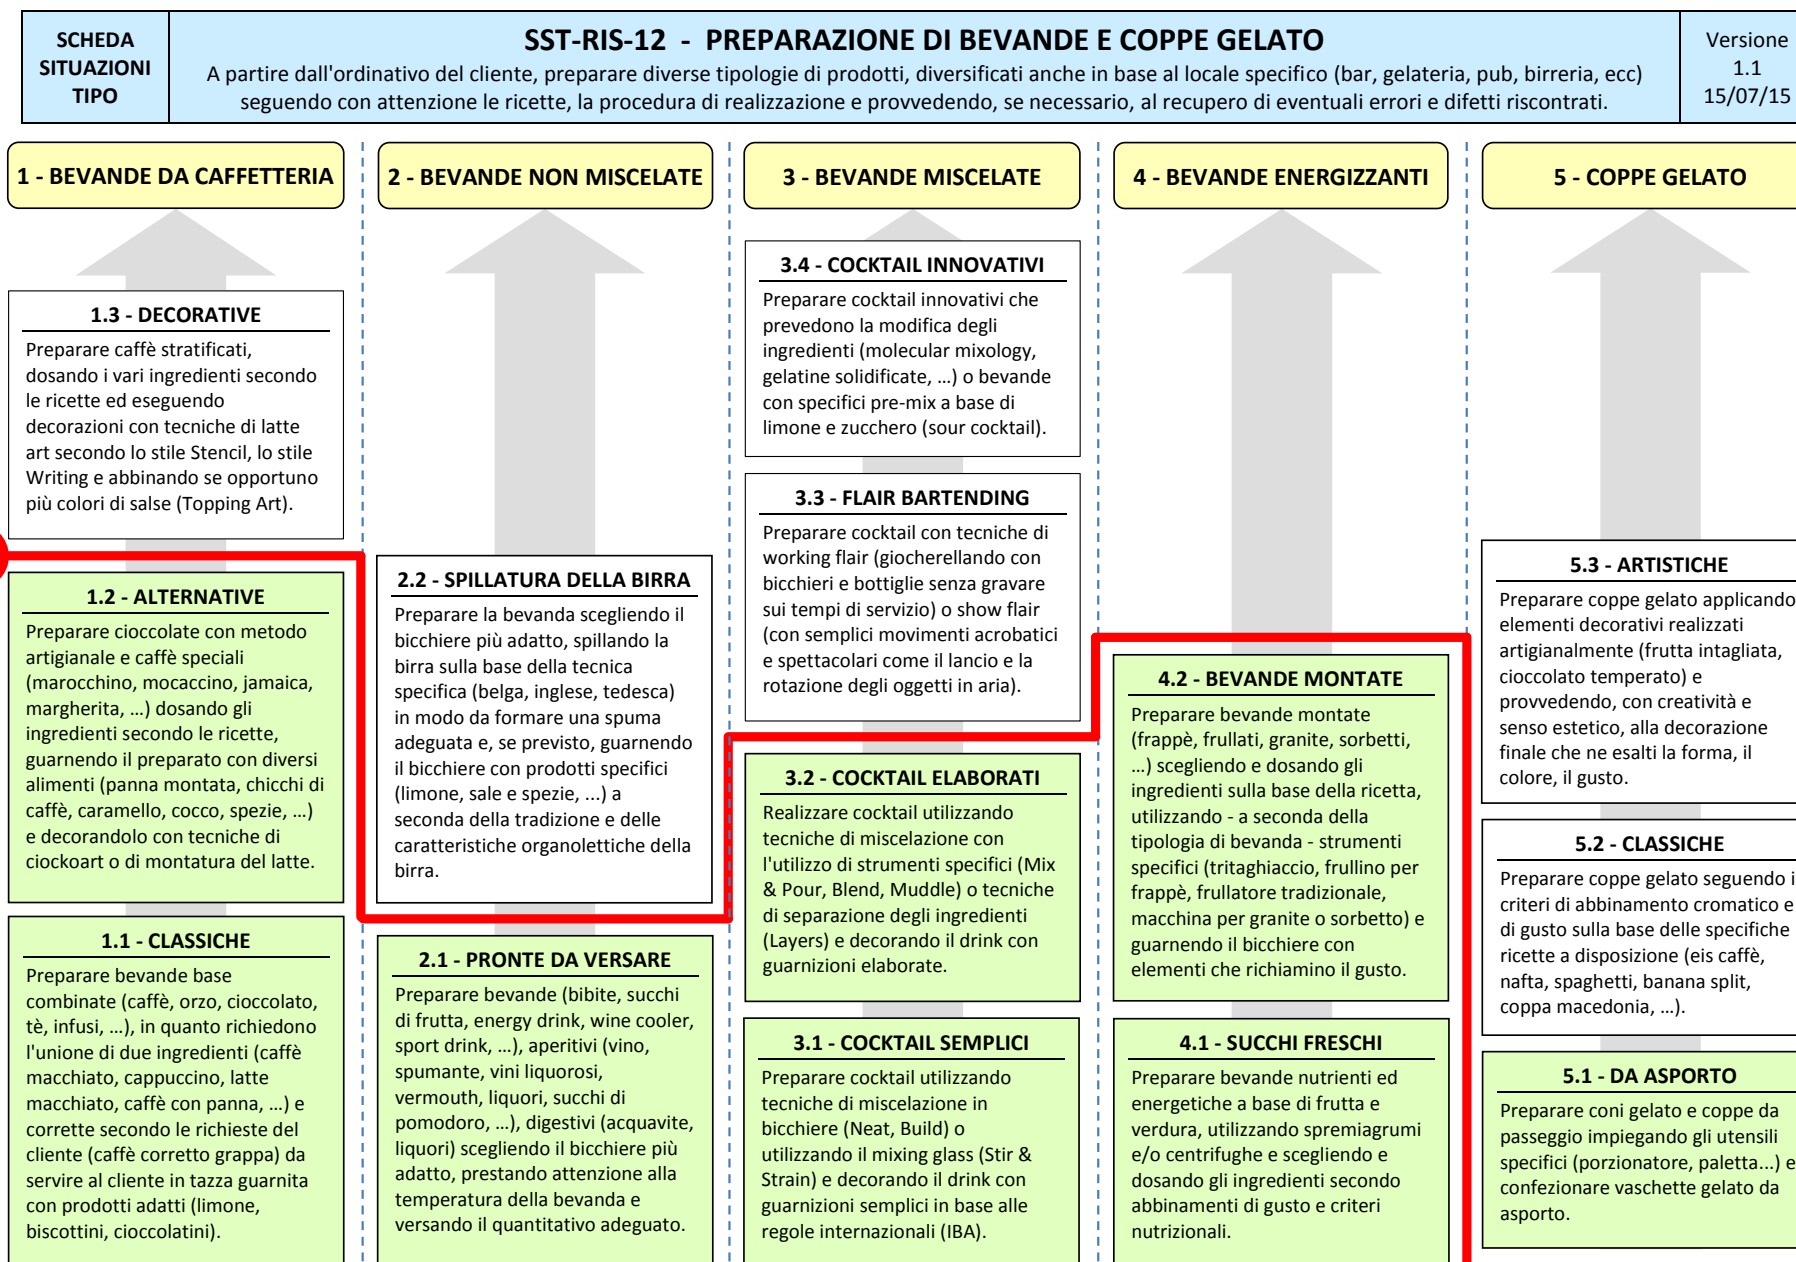 SCHEDA
SITUAZIONI
TIPO
SST-RIS-12 - PREPARAZIONE DI BEVANDE E COPPE GELATO
A partire dall'ordinativo del cliente, preparare diverse tipologie di prodotti, diversificati anche in base al locale specifico (bar, gelateria, pub, birreria, ecc)
seguendo con attenzione le ricette, la procedura di realizzazione e provvedendo, se necessario, al recupero di eventuali errori e difetti riscontrati.
Versione
1.1
15/07/15
1 - BEVANDE DA CAFFETTERIA
1.3 - DECORATIVE
Preparare caffè stratificati,
dosando i vari ingredienti secondo
le ricette ed eseguendo
decorazioni con tecniche di latte
art secondo lo stile Stencil, lo stile
Writing e abbinando se opportuno
più colori di salse (Topping Art).
1.2 - ALTERNATIVE
Preparare cioccolate con metodo
artigianale e caffè speciali
(marocchino, mocaccino, jamaica,
margherita, ...) dosando gli
ingredienti secondo le ricette,
guarnendo il preparato con diversi
alimenti (panna montata, chicchi di
caffè, caramello, cocco, spezie, ...)
e decorandolo con tecniche di
ciockoart o di montatura del latte.
1.1 - CLASSICHE
Preparare bevande base
combinate (caffè, orzo, cioccolato,
tè, infusi, ...), in quanto richiedono
l'unione di due ingredienti (caffè
macchiato, cappuccino, latte
macchiato, caffè con panna, ...) e
corrette secondo le richieste del
cliente (caffè corretto grappa) da
servire al cliente in tazza guarnita
con prodotti adatti (limone,
biscottini, cioccolatini).
2 - BEVANDE NON MISCELATE
2.2 - SPILLATURA DELLA BIRRA
Preparare la bevanda scegliendo il
bicchiere più adatto, spillando la
birra sulla base della tecnica
specifica (belga, inglese, tedesca)
in modo da formare una spuma
adeguata e, se previsto, guarnendo
il bicchiere con prodotti specifici
(limone, sale e spezie, ...) a
seconda della tradizione e delle
caratteristiche organolettiche della
birra.
2.1 - PRONTE DA VERSARE
Preparare bevande (bibite, succhi
di frutta, energy drink, wine cooler,
sport drink, ...), aperitivi (vino,
spumante, vini liquorosi,
vermouth, liquori, succhi di
pomodoro, ...), digestivi (acquavite,
liquori) scegliendo il bicchiere più
adatto, prestando attenzione alla
temperatura della bevanda e
versando il quantitativo adeguato.
3 - BEVANDE MISCELATE
3.4 - COCKTAIL INNOVATIVI
Preparare cocktail innovativi che
prevedono la modifica degli
ingredienti (molecular mixology,
gelatine solidificate, ...) o bevande
con specifici pre-mix a base di
limone e zucchero (sour cocktail).
3.3 - FLAIR BARTENDING
Preparare cocktail con tecniche di
working flair (giocherellando con
bicchieri e bottiglie senza gravare
sui tempi di servizio) o show flair
(con semplici movimenti acrobatici
e spettacolari come il lancio e la
rotazione degli oggetti in aria).
3.2 - COCKTAIL ELABORATI
Realizzare cocktail utilizzando
tecniche di miscelazione con
l'utilizzo di strumenti specifici (Mix
& Pour, Blend, Muddle) o tecniche
di separazione degli ingredienti
(Layers) e decorando il drink con
guarnizioni elaborate.
3.1 - COCKTAIL SEMPLICI
Preparare cocktail utilizzando
tecniche di miscelazione in
bicchiere (Neat, Build) o
utilizzando il mixing glass (Stir &
Strain) e decorando il drink con
guarnizioni semplici in base alle
regole internazionali (IBA).
4 - BEVANDE ENERGIZZANTI
4.2 - BEVANDE MONTATE
Preparare bevande montate
(frappè, frullati, granite, sorbetti,
...) scegliendo e dosando gli
ingredienti sulla base della ricetta,
utilizzando - a seconda della
tipologia di bevanda - strumenti
specifici (tritaghiaccio, frullino per
frappè, frullatore tradizionale,
macchina per granite o sorbetto) e
guarnendo il bicchiere con
elementi che richiamino il gusto.
4.1 - SUCCHI FRESCHI
Preparare bevande nutrienti ed
energetiche a base di frutta e
verdura, utilizzando spremiagrumi
e/o centrifughe e scegliendo e
dosando gli ingredienti secondo
abbinamenti di gusto e criteri
nutrizionali.
5 - COPPE GELATO
5.3 - ARTISTICHE
Preparare coppe gelato applicando
elementi decorativi realizzati
artigianalmente (frutta intagliata,
cioccolato temperato) e
provvedendo, con creatività e
senso estetico, alla decorazione
finale che ne esalti la forma, il
colore, il gusto.
5.2 - CLASSICHE
Preparare coppe gelato seguendo i
criteri di abbinamento cromatico e
di gusto sulla base delle specifiche
ricette a disposizione (eis caffè,
nafta, spaghetti, banana split,
coppa macedonia, ...).
5.1 - DA ASPORTO
Preparare coni gelato e coppe da
passeggio impiegando gli utensili
specifici (porzionatore, paletta...) e
confezionare vaschette gelato da
asporto.